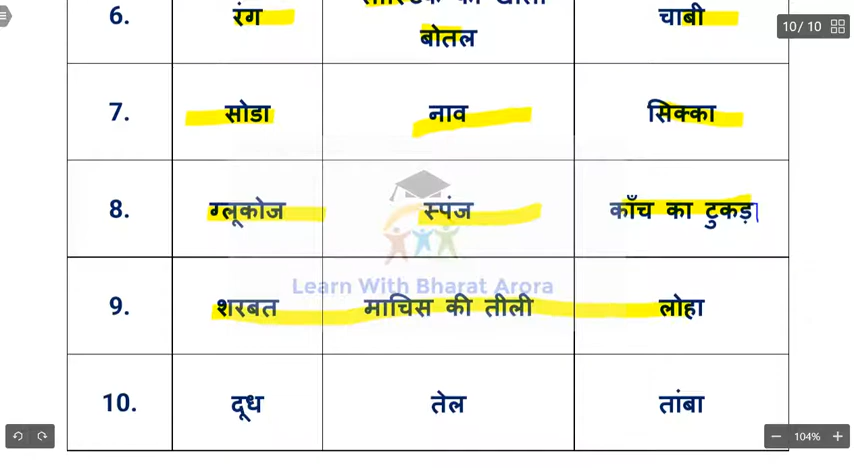 6. रंग बोतल चाबी
10 / 10
7. सोडा नाव सिक्का
8. ग्लूकोज स्पंज काँच का टुकड़ा
Learn With Bharat Arora
9. शरबत माचिस की तीली लोहा
10. दूध तेल तांबा
104%